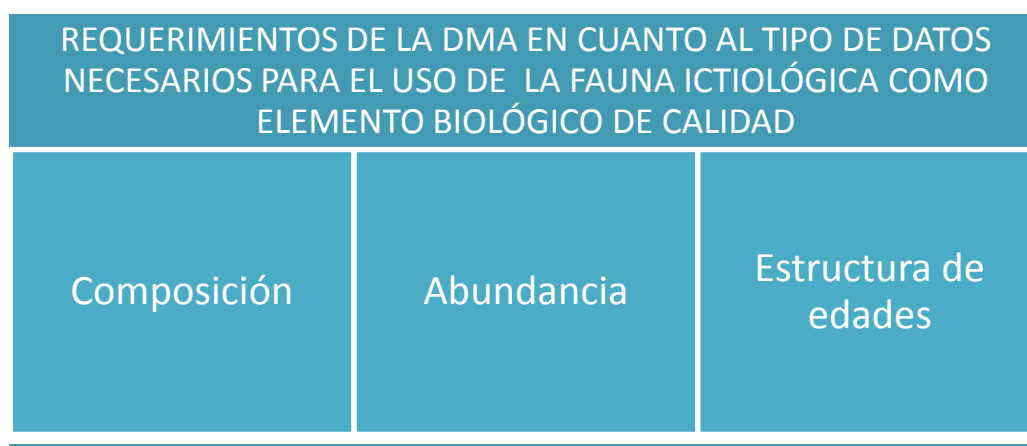 REQUERIMIENTOS DE LA DMA EN CUANTO AL TIPO DE DATOS
NECESARIOS PARA EL USO DE  LA FAUNA ICTIOLÓGICA COMO
ELEMENTO BIOLÓGICO DE CALIDAD
Composición
Abundancia
Estructura de
edades